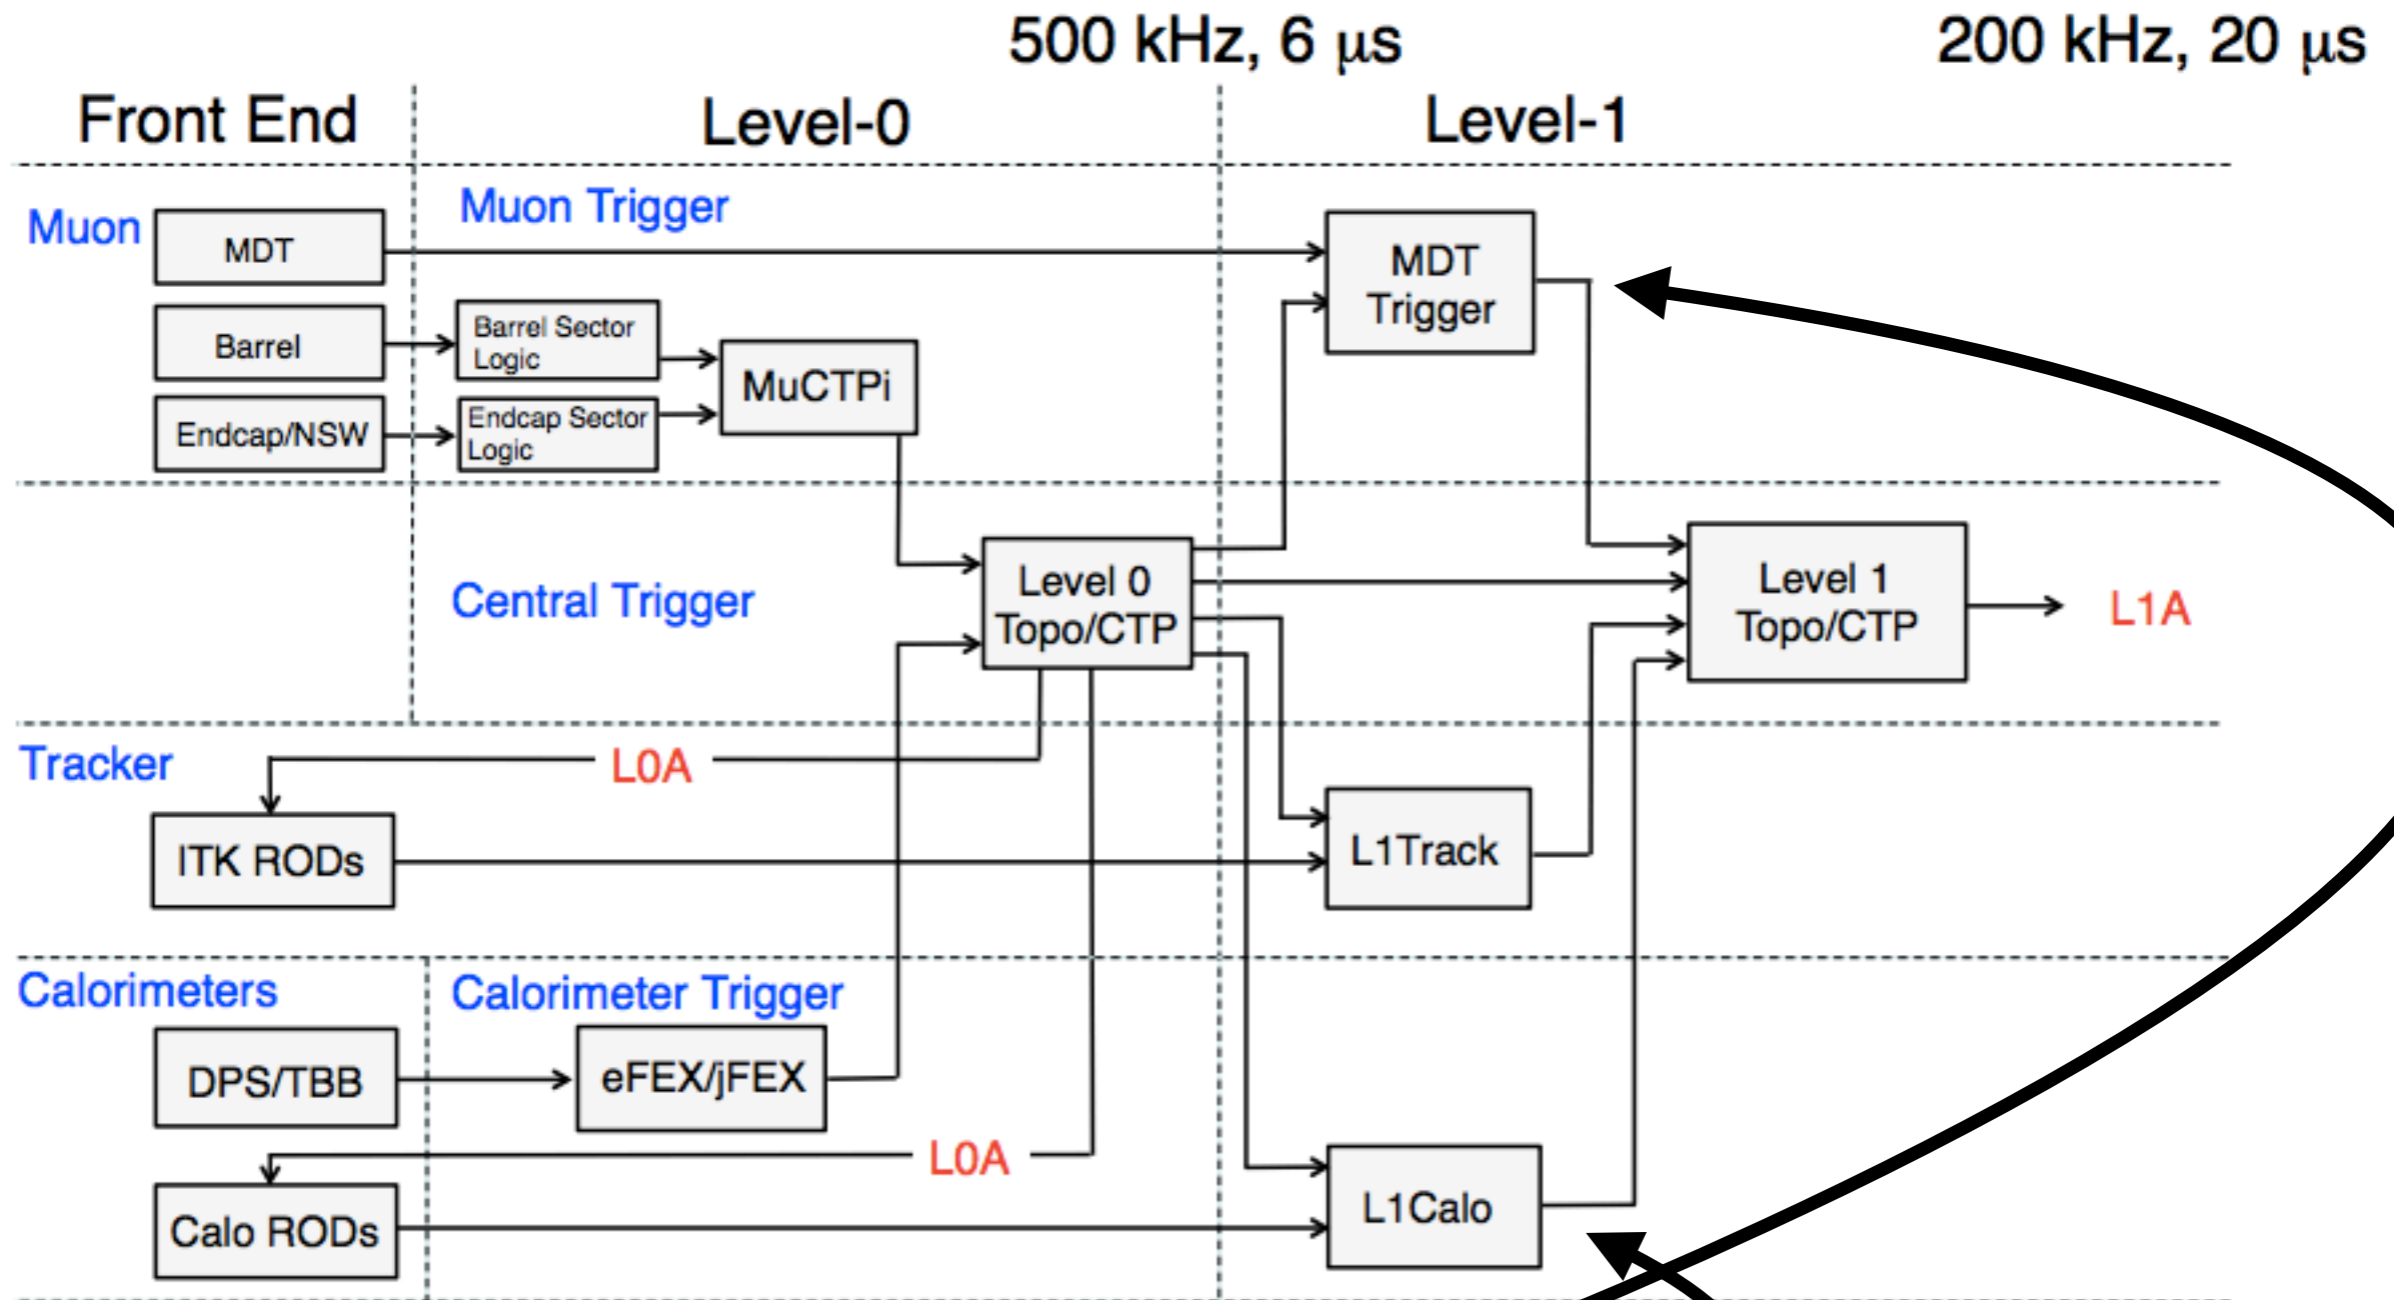 500 kHz, 6 μs
200 kHz, 20 μs
Front End
Level-0
Level-1
Muon
Muon Trigger
MDT
MDT
Trigger
Barrel
Barrel Sector
Logic
MuCTPi
Endcap/NSW
Endcap Sector
Logic
Central Trigger
Level 0
Topo/CTP
Level 1
Topo/CTP
L1A
Tracker
L0A
ITK RODs
L1Track
Calorimeters
Calorimeter Trigger
DPS/TBB
eFEX/jFEX
L0A
Calo RODs
L1Calo